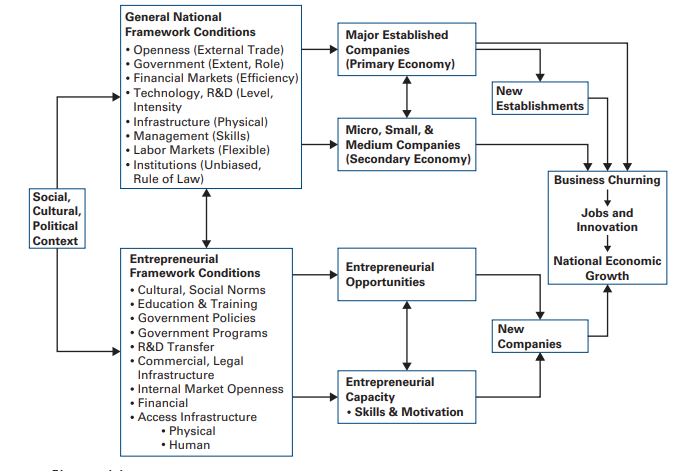 General National
Framework Conditions
• Openness (External Trade)
• Government (Extent, Role)
• Financial Markets (Efficiency)
• Technology, R&D (Level,
Intensity
• Infrastructure (Physical)
• Management (Skills)
• Labor Markets (Flexible)
• Institutions (Unbiased,
Rule of Law)
Major Established
Companies
(Primary Economy)
New
Establishments
Micro, Small, &
Medium Companies
(Secondary Economy)
Business Churning
Jobs and
Innovation
National Economic
Growth
Social,
Cultural,
Political
Context
Entrepreneurial
Framework Conditions
• Cultural, Social Norms
• Education & Training
• Government Policies
• Government Programs
• R&D Transfer
• Commercial, Legal
Infrastructure
• Internal Market Openness
• Financial
• Access Infrastructure
• Physical
• Human
Entrepreneurial
Opportunities
New
Companies
Entrepreneurial
Capacity
• Skills & Motivation